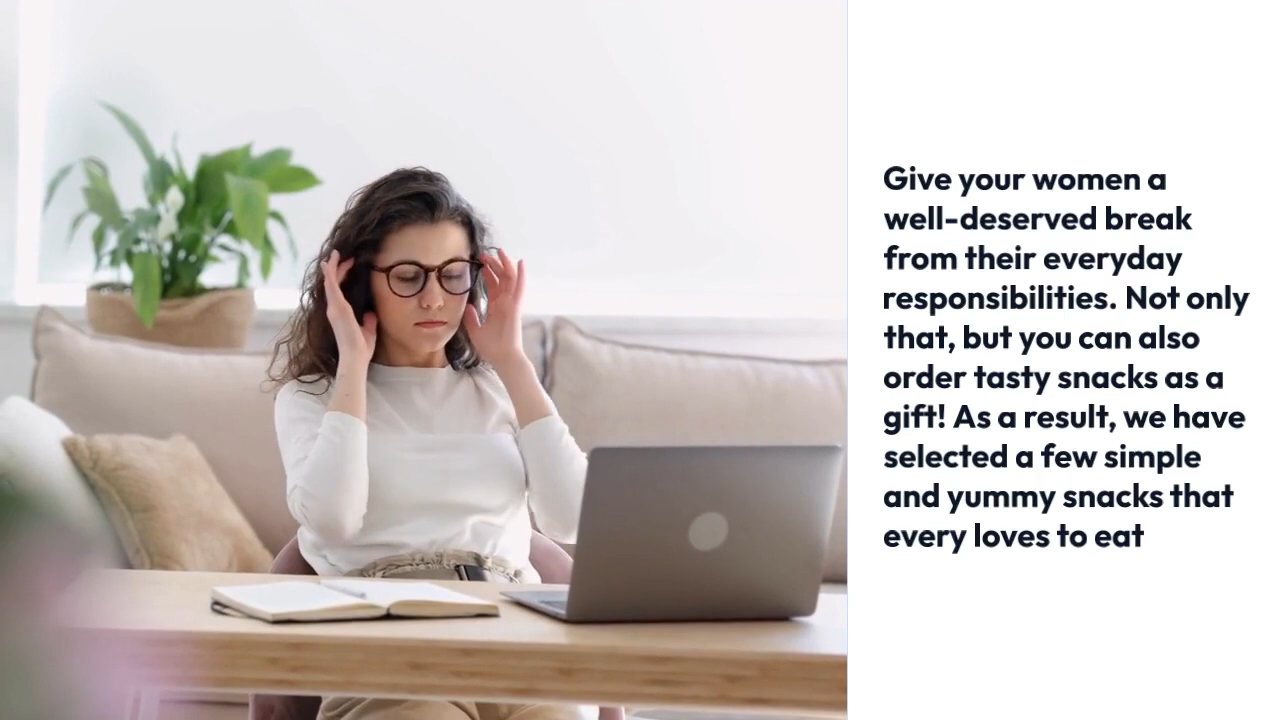 Give your women a
well-deserved break
from their everyday
responsibilities. Not only
that, but you can also
order tasty snacks as a
gift! As a result, we have
selected a few simple
and yummy snacks that
every loves to eat